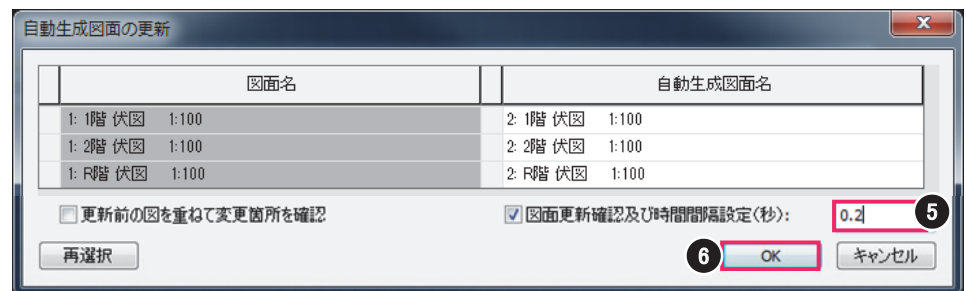 自動生成図面の更新
図面名 自動生成図面名
1: 1階 伏図 1:100 2: 1階 伏図 1:100
1: 2階 伏図 1:100 2: 2階 伏図 1:100
1: R階 伏図 1:100 2: R階 伏図 1:100
更新前の図を重ねて変更箇所を確認 図面更新確認及び時間間隔設定(秒): 0.2 5
再選択 6 OK キャンセル